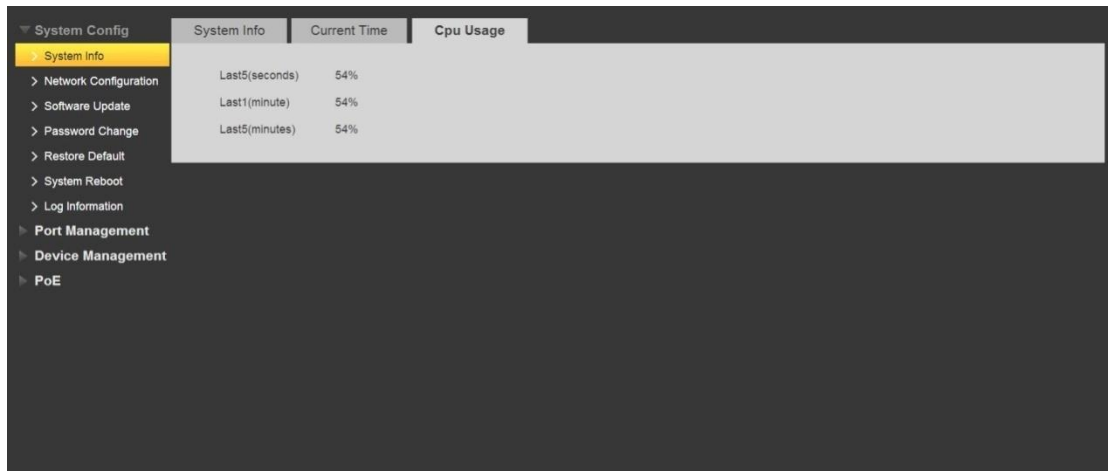 System Config
System Info
Network Configuration
Software Update
Password Change
Restore Default
System Reboot
Log Information
Port Management
Device Management
PoE
System Info Current Time Cpu Usage
Last5(seconds) 54%
Last1(minute) 54%
Last5(minutes) 54%